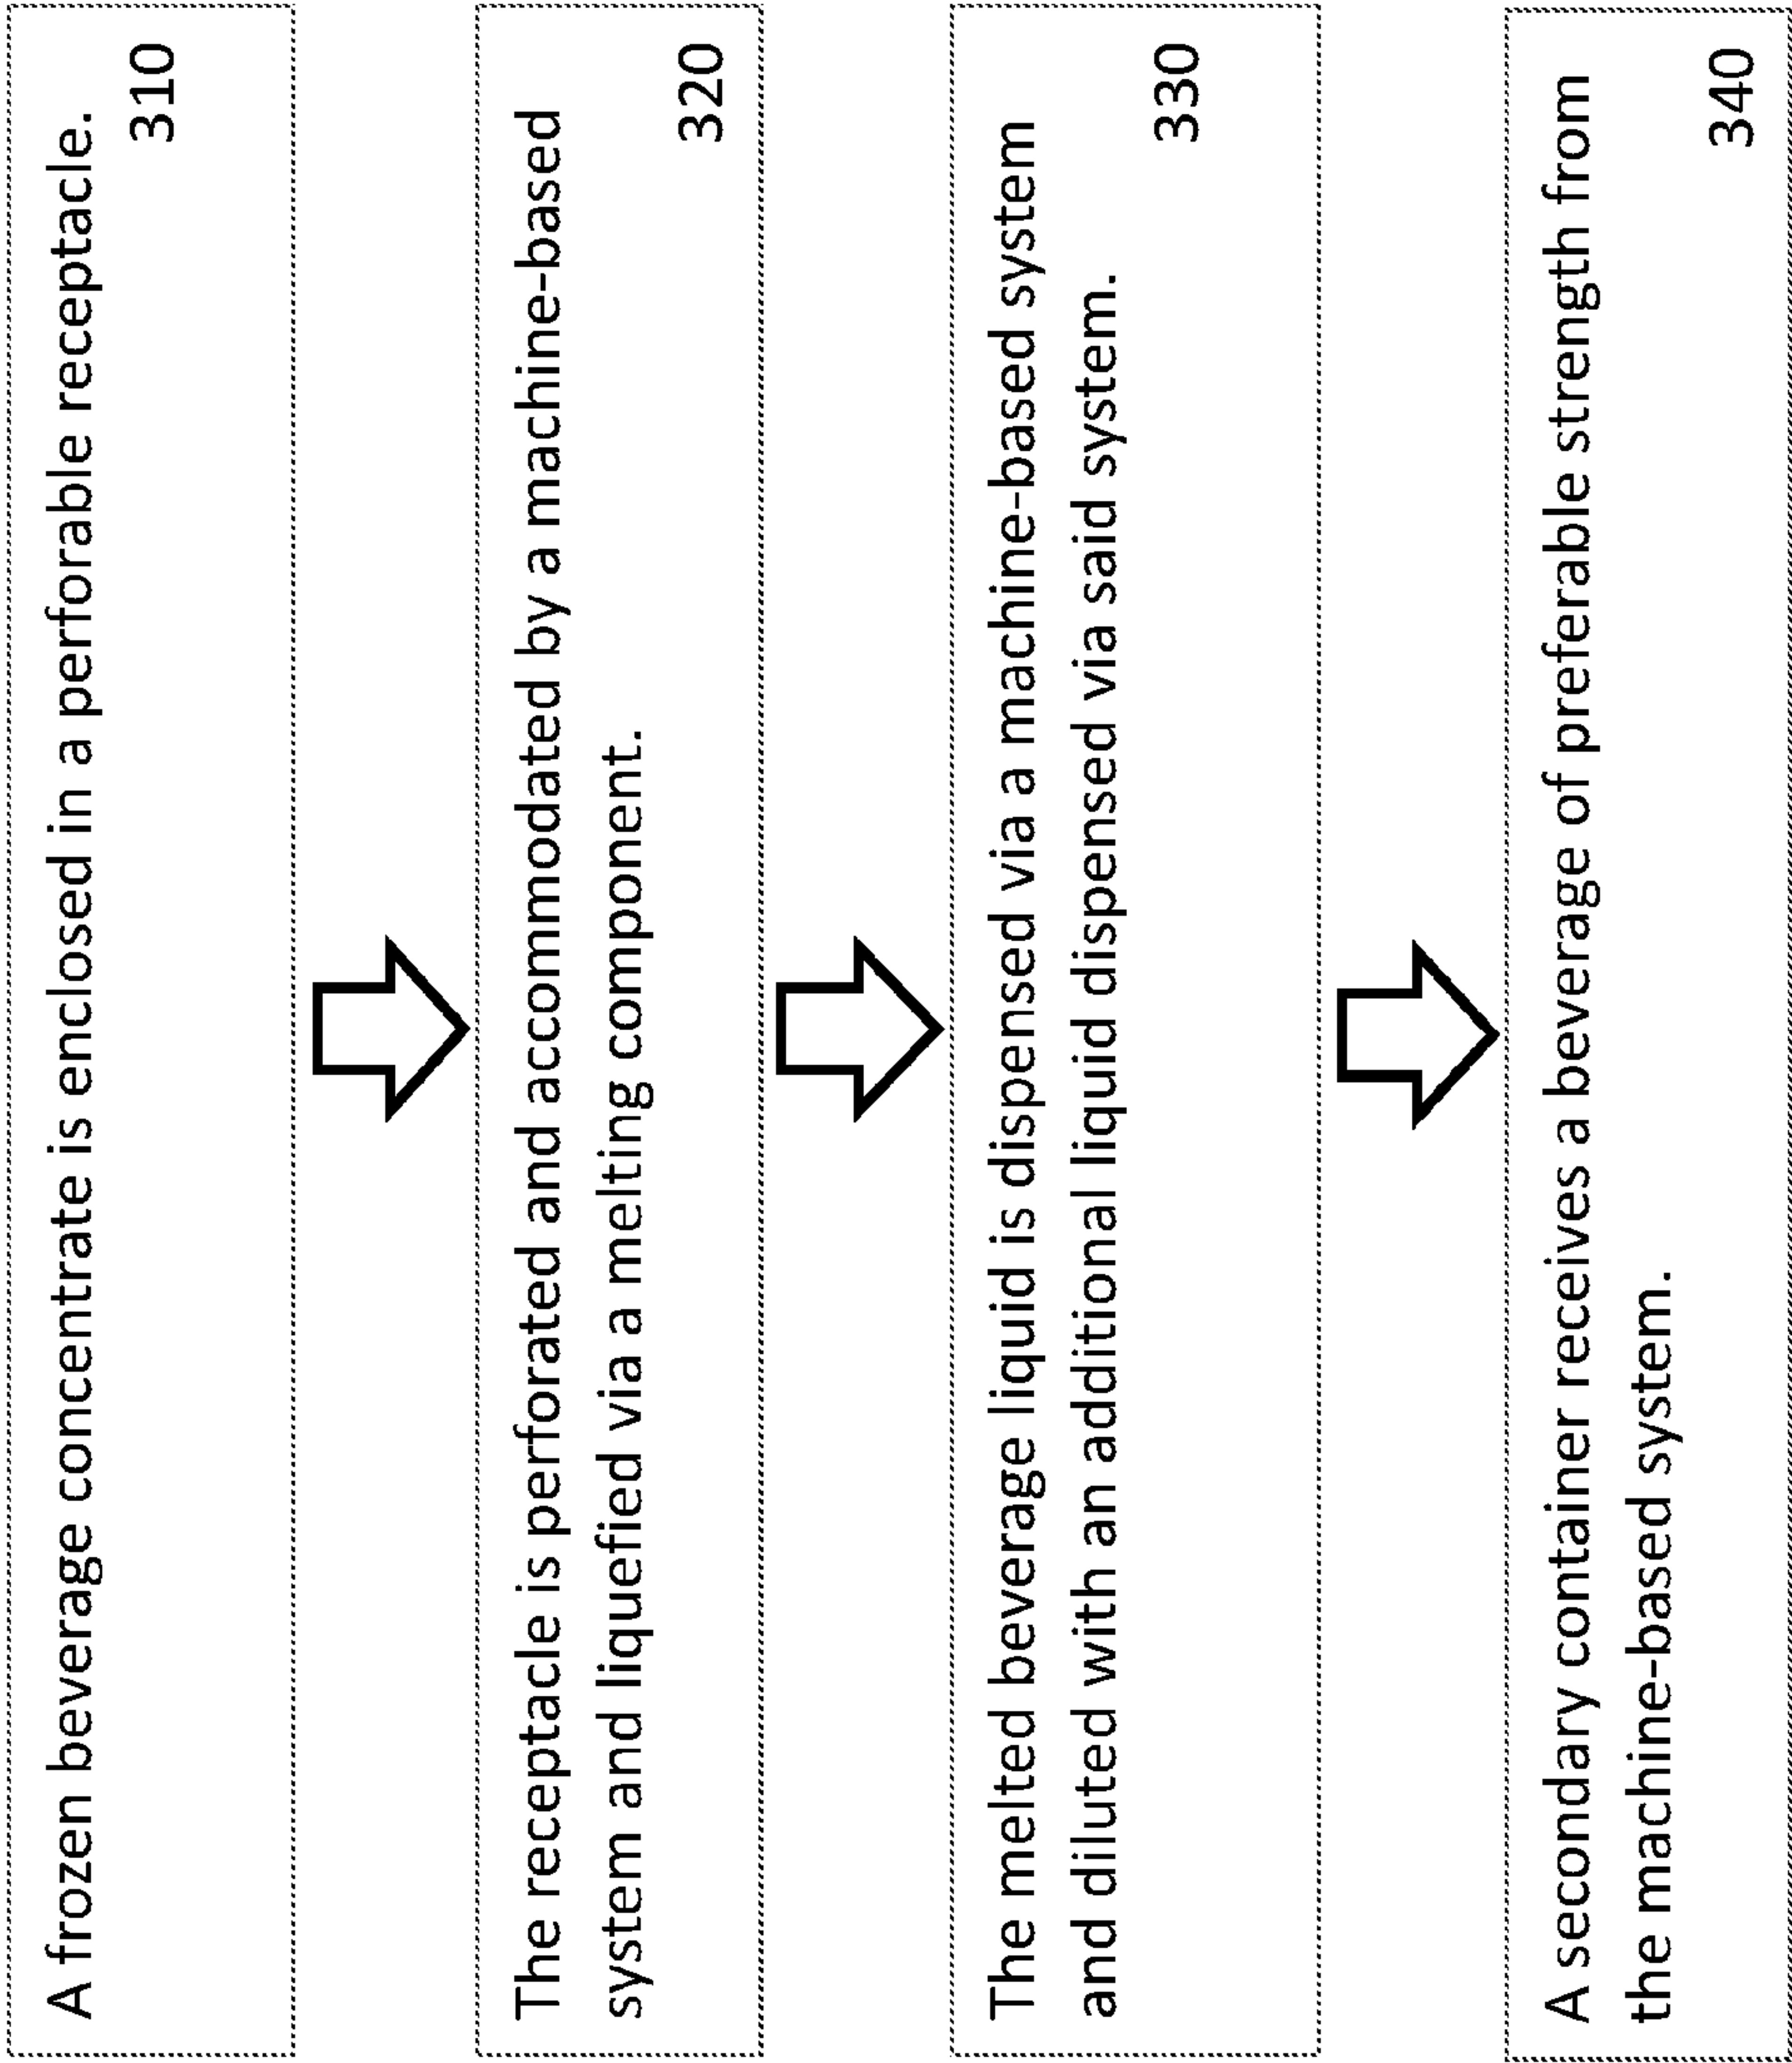 A frozen beverage concentrate is enclosed in a perforable receptacle.
310
The receptacle is perforated and accommodated by a machine-based
system and liquefied via a melting component.
320
The melted beverage liquid is dispensed via a machine-based system
and diluted with an additional liquid dispensed via said system.
330
A secondary container receives a beverage of preferable strength from
the machine-based system.
340